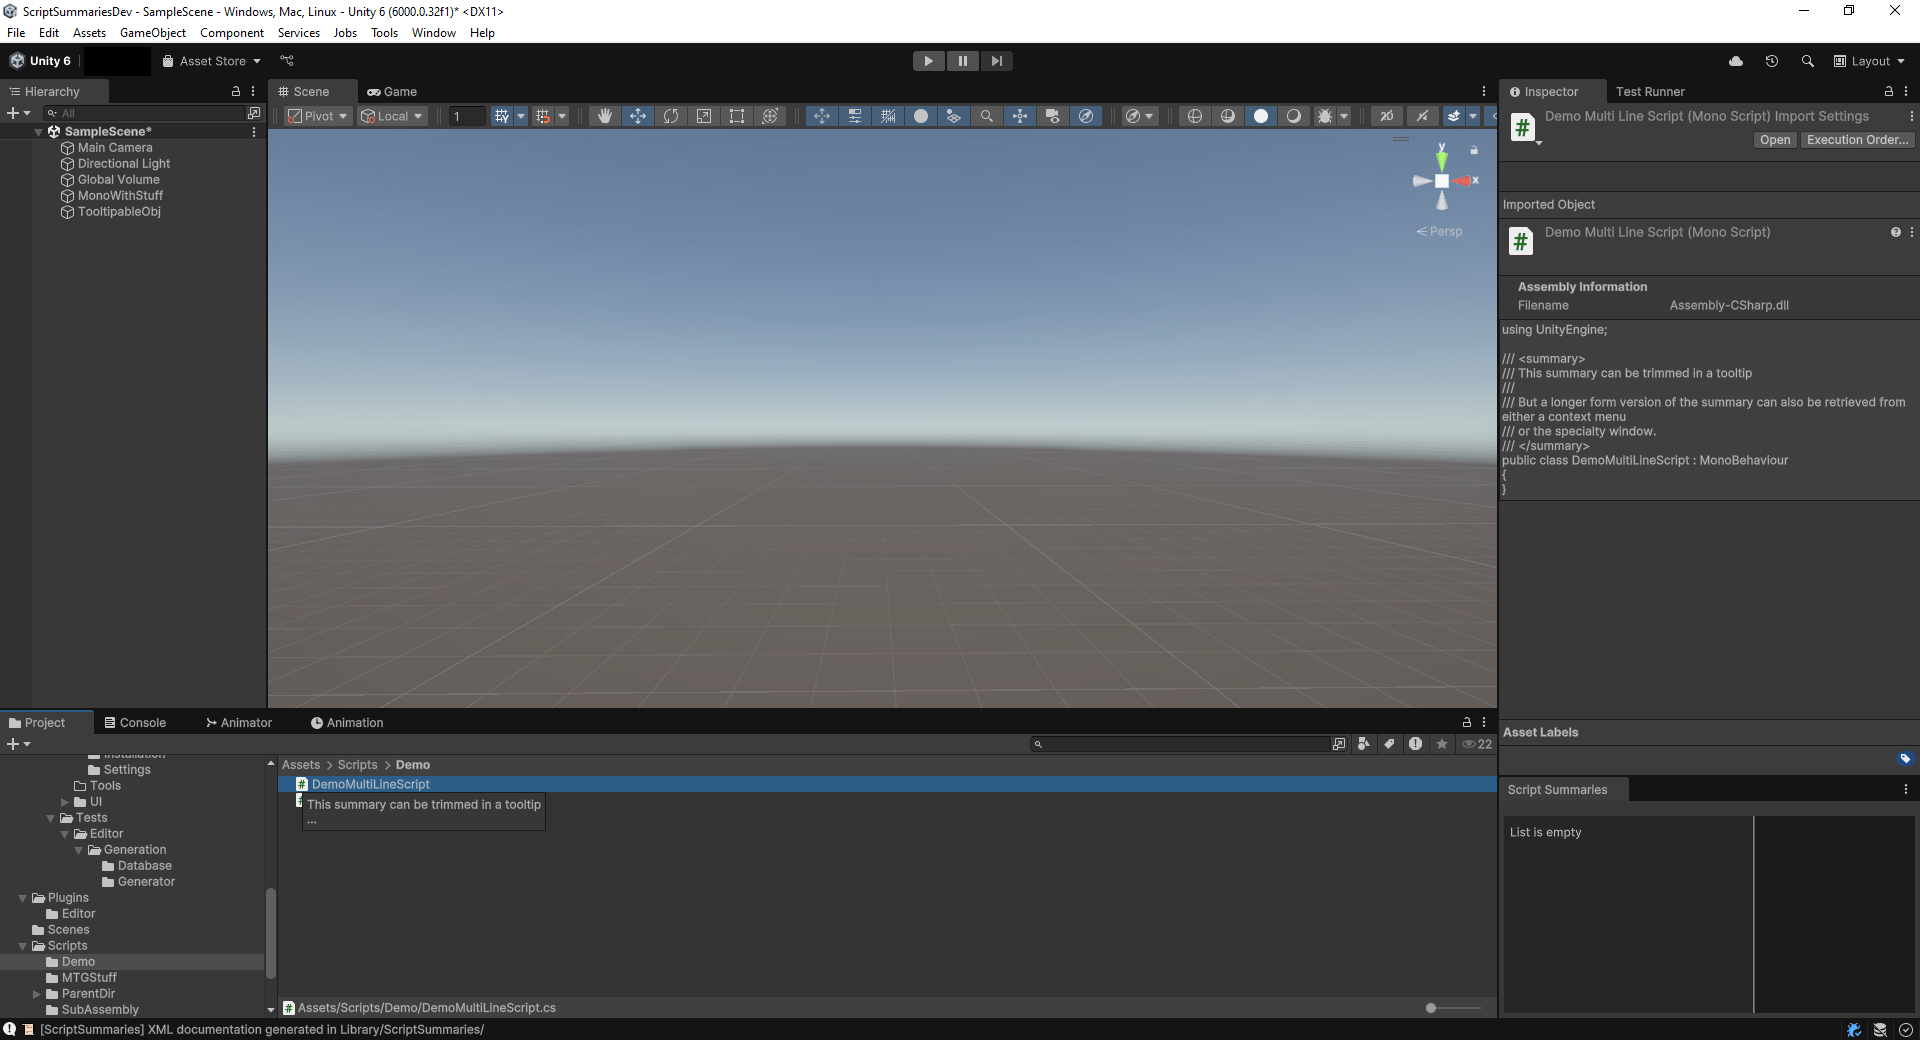 ScriptSummariesDev - SampleScene - Windows, Mac, Linux - Unity 6 (6000.0.32f1)* <DX11>
File Edit Assets GameObject Component Services Jobs Tools Window Help
Unity 6 Asset Store Layout
Hierarchy
All
SampleScene*
Main Camera
Directional Light
Global Volume
MonoWithStuff
TooltipableObj
Scene Game
Pivot Local 1 2D
y
x
Persp
Inspector Test Runner
Demo Multi Line Script (Mono Script) Import Settings
Open Execution Order...
Imported Object
Demo Multi Line Script (Mono Script)
Assembly Information
Filename Assembly-CSharp.dll
using UnityEngine;
/// <summary>
/// This summary can be trimmed in a tooltip
///
/// But a longer form version of the summary can also be retrieved from
either a context menu
/// or the specialty window.
/// </summary>
public class DemoMultiLineScript : MonoBehaviour
{
}
Asset Labels
Script Summaries
List is empty
Project Console Animator Animation
22
Installation
Settings
Tools
UI
Tests
Editor
Generation
Database
Generator
Plugins
Editor
Scenes
Scripts
Demo
MTGStuff
ParentDir
SubAssembly
Assets > Scripts > Demo
DemoMultiLineScript
This summary can be trimmed in a tooltip
...
Assets/Scripts/Demo/DemoMultiLineScript.cs
[ScriptSummaries] XML documentation generated in Library/ScriptSummaries/